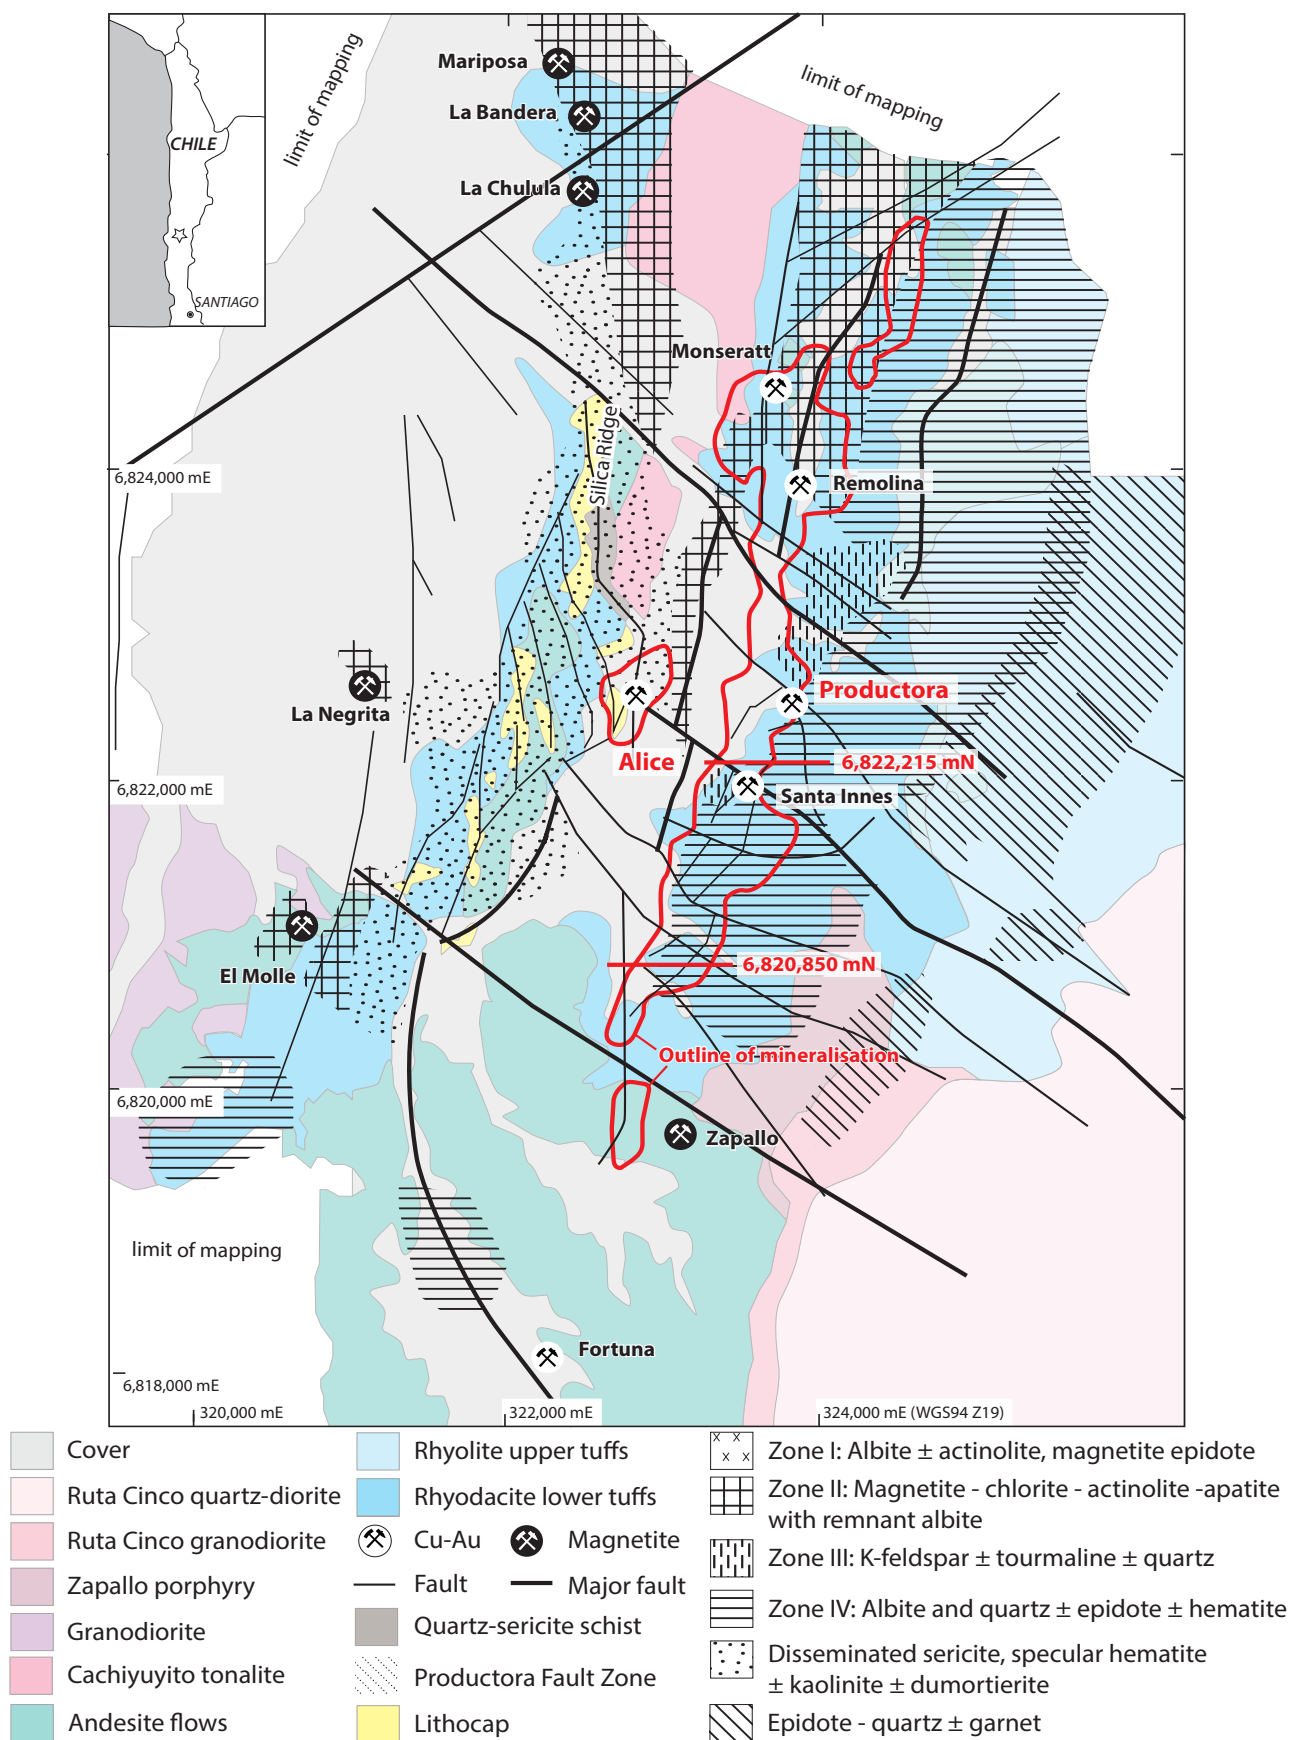 CHILE
SANTIAGO
limit of mapping
limit of mapping
Mariposa
La Bandera
La Chulula
Monseratt
Silica Ridge
Remolina
6,824,000 mE
La Negrita
Productora
Alice
6,822,215 mN
Santa Innes
6,822,000 mE
El Molle
6,820,850 mN
Outline of mineralisation
6,820,000 mE
Zapallo
limit of mapping
Fortuna
6,818,000 mE
320,000 mE
322,000 mE
324,000 mE (WGS94 Z19)
Cover
Ruta Cinco quartz-diorite
Ruta Cinco granodiorite
Zapallo porphyry
Granodiorite
Cachiyuyito tonalite
Andesite flows
Rhyolite upper tuffs
Rhyodacite lower tuffs
Cu-Au
Magnetite
Fault
Major fault
Quartz-sericite schist
Productora Fault Zone
Lithocap
x x
x x
Zone I: Albite ± actinolite, magnetite epidote
Zone II: Magnetite - chlorite - actinolite -apatite
with remnant albite
Zone III: K-feldspar ± tourmaline ± quartz
Zone IV: Albite and quartz ± epidote ± hematite
Disseminated sericite, specular hematite
± kaolinite ± dumortierite
Epidote - quartz ± garnet